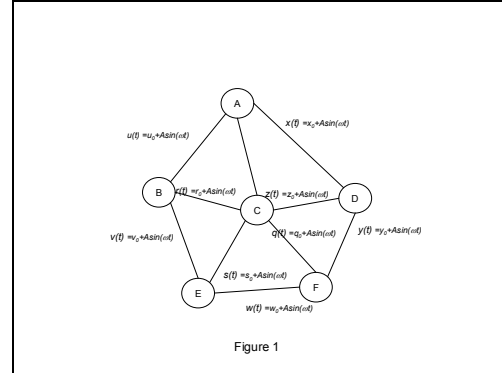 A
x(t) =x₀+Asin(ωt)
u(t) =u₀+Asin(ωt)
B
r(t) =r₀+Asin(ωt)
z(t) =z₀+Asin(ωt)
D
C
v(t) =v₀+Asin(ωt)
q(t) =q₀+Asin(ωt)
y(t) =y₀+Asin(ωt)
s(t) =s₀+Asin(ωt)
E
F
w(t) =w₀+Asin(ωt)
Figure 1